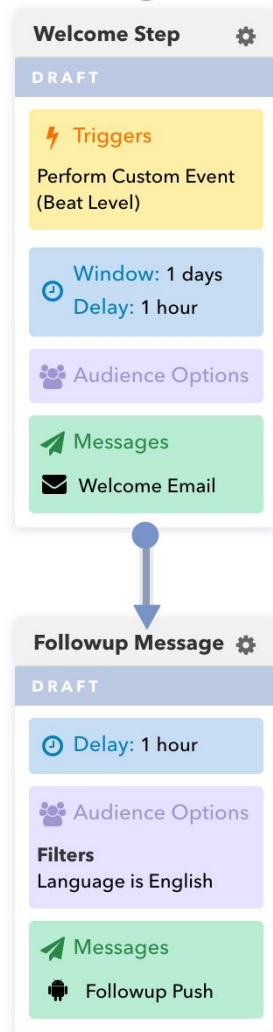 Welcome Step
DRAFT
Triggers
Perform Custom Event
(Beat Level)
Window: 1 days
Delay: 1 hour
Audience Options
Messages
Welcome Email
Followup Message
DRAFT
Delay: 1 hour
Audience Options
Filters
Language is English
Messages
Followup Push